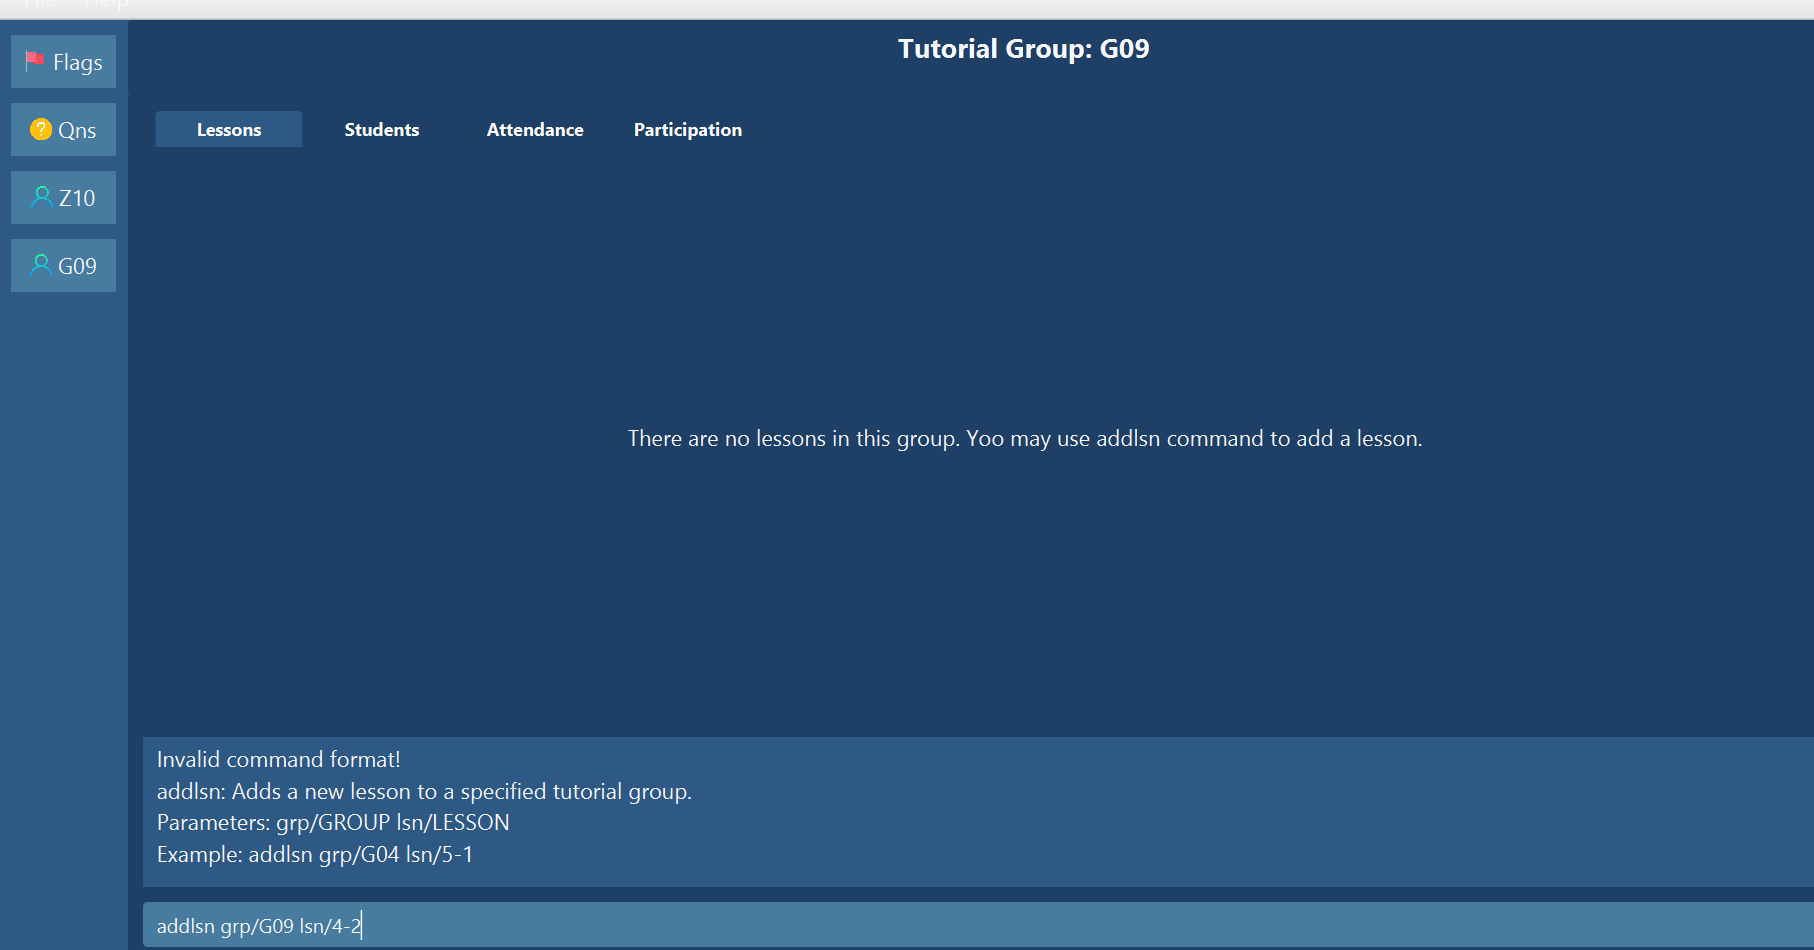 File Help
Flags
Qns
Z10
G09
Tutorial Group: G09
Lessons Students Attendance Participation
There are no lessons in this group. Yoo may use addlsn command to add a lesson.
Invalid command format!
addlsn: Adds a new lesson to a specified tutorial group.
Parameters: grp/GROUP lsn/LESSON
Example: addlsn grp/G04 lsn/5-1
addlsn grp/G09 lsn/4-2